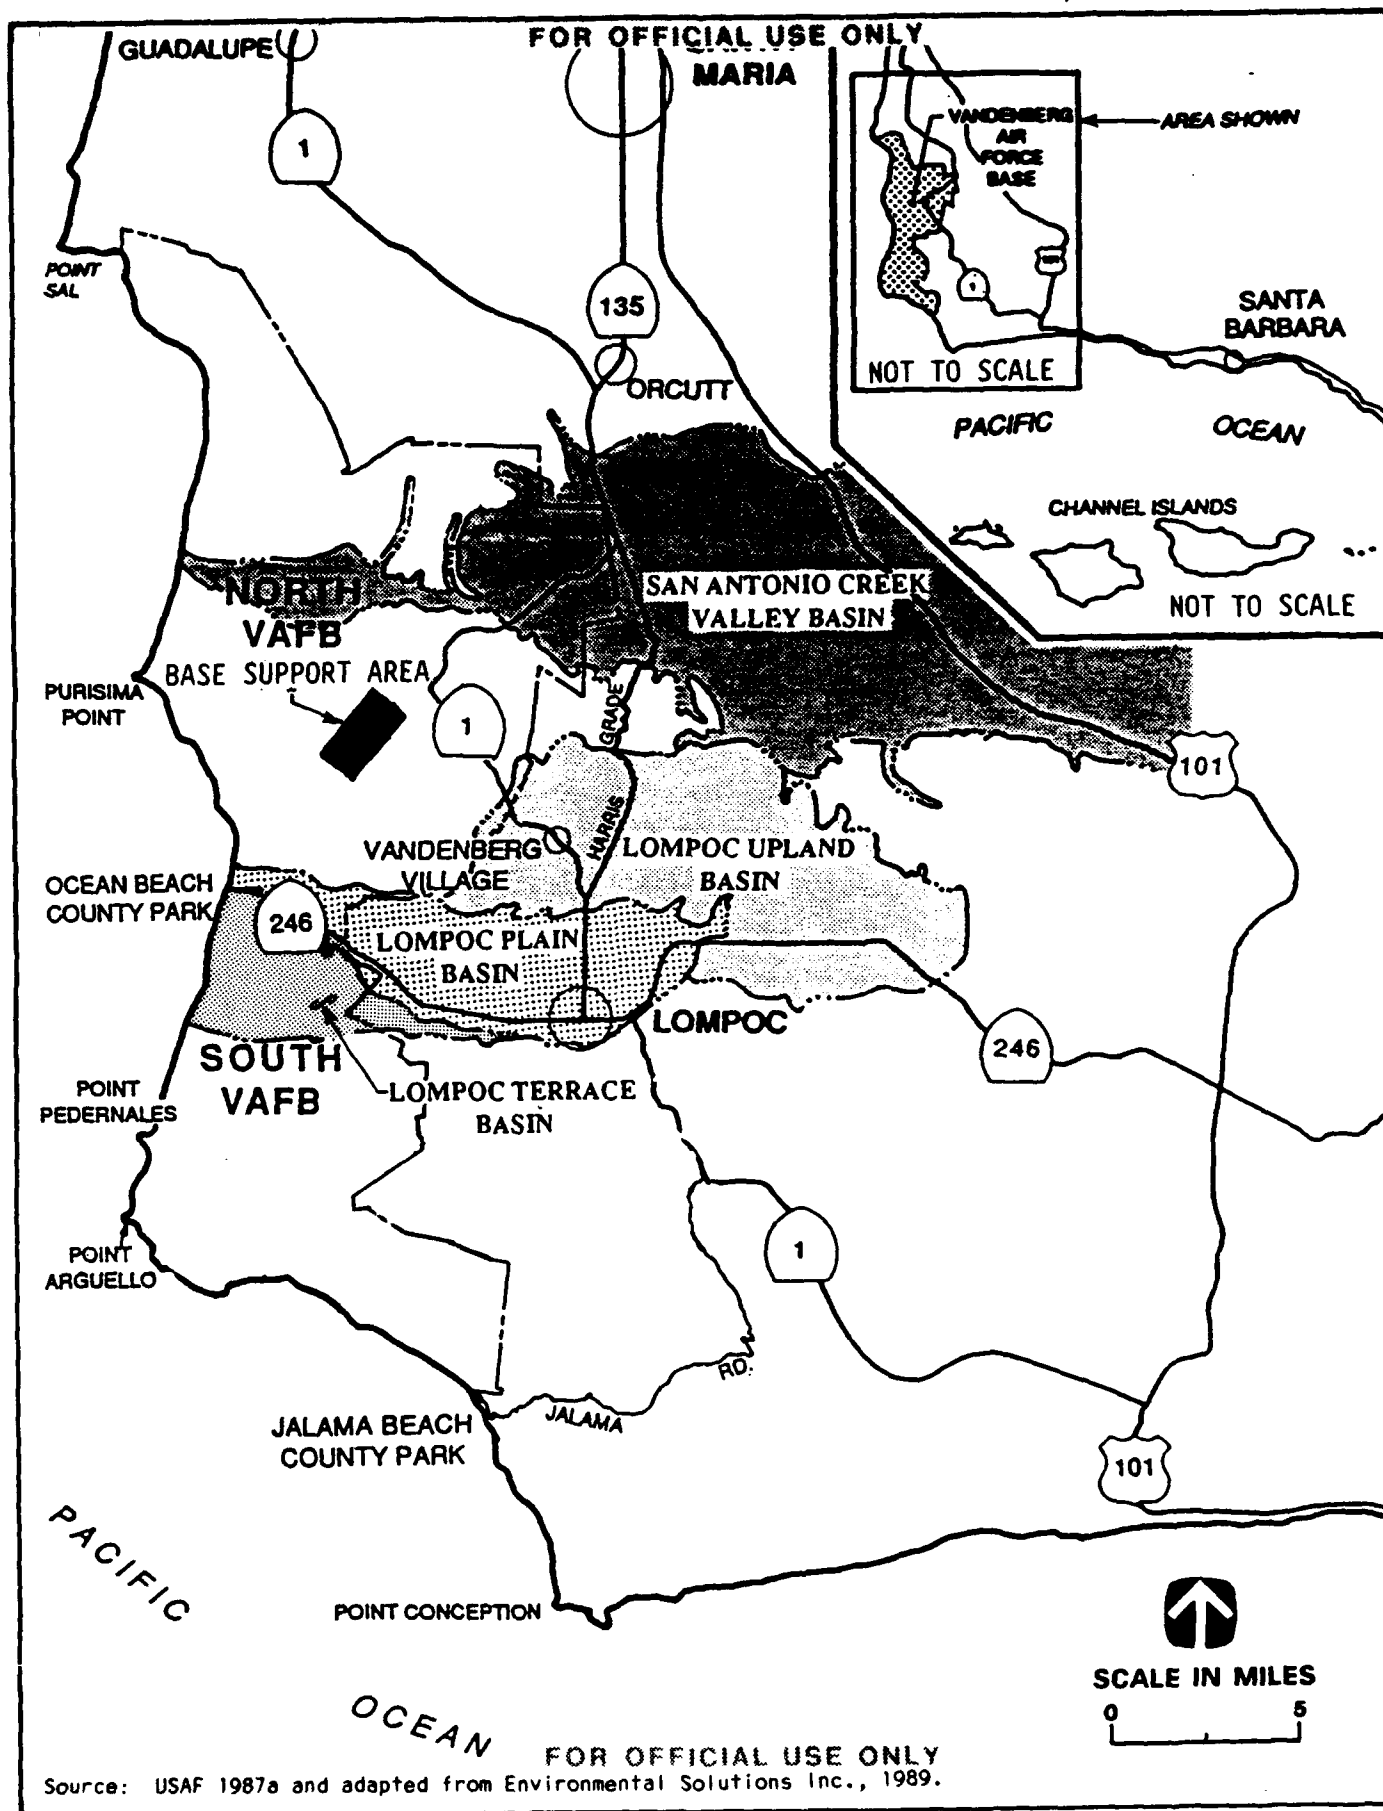 FOR OFFICIAL USE ONLY
GUADALUPE
MARIA
1
VANDENBERG
AIR
FORCE
BASE
AREA SHOWN
POINT
SAL
135
1
SANTA
BARBARA
NOT TO SCALE
ORCUTT
PACIFIC
OCEAN
CHANNEL ISLANDS
NOT TO SCALE
NORTH
VAFB
SAN ANTONIO CREEK
VALLEY BASIN
BASE SUPPORT AREA
PURISIMA
POINT
1
GRADE
HARRIS
101
VANDENBERG
VILLAGE
LOMPOC UPLAND
BASIN
OCEAN BEACH
COUNTY PARK
246
LOMPOC PLAIN
BASIN
LOMPOC
246
SOUTH
VAFB
LOMPOC TERRACE
BASIN
POINT
PEDERNALES
POINT
ARGUELLO
1
RD.
JALAMA
JALAMA BEACH
COUNTY PARK
101
PACIFIC
OCEAN
POINT CONCEPTION
SCALE IN MILES
0 5
FOR OFFICIAL USE ONLY
Source: USAF 1987a and adapted from Environmental Solutions Inc., 1989.